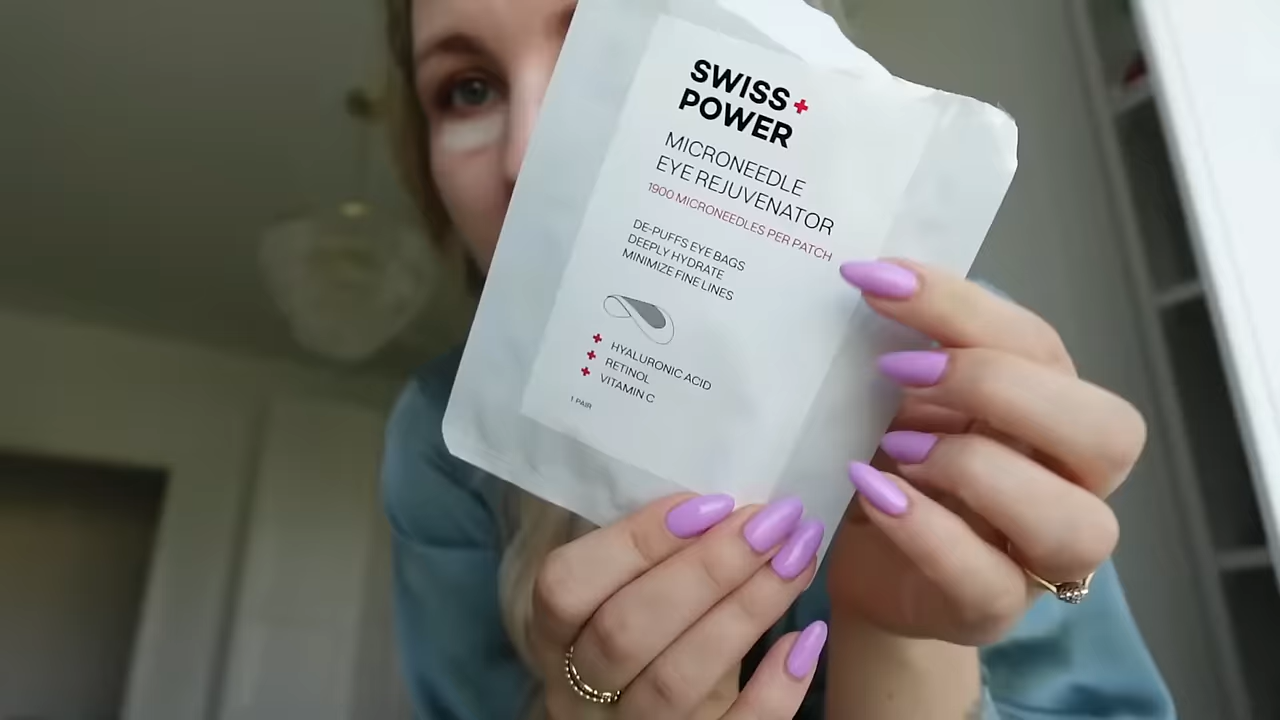 SWISS+
POWER
MICRONEEDLE
EYE REJUVENATOR
1900 MICRONEEDLES PER PATCH
DE-PUFFS EYE BAGS
DEEPLY HYDRATE
MINIMIZE FINE LINES
+ HYALURONIC ACID
+ RETINOL
+ VITAMIN C
1 PAIR